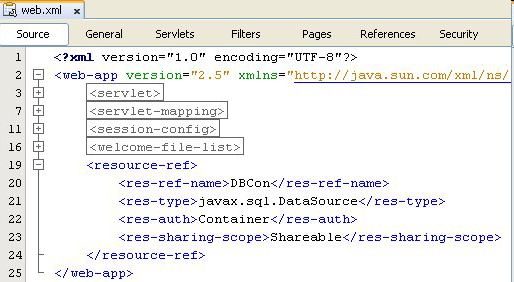 web.xml x
Source General Servlets Filters Pages References Security
1 <?xml version="1.0" encoding="UTF-8"?>
2 <web-app version="2.5" xmlns="http://java.sun.com/xml/ns/
3 <servlet>
7 <servlet-mapping>
11 <session-config>
16 <welcome-file-list>
19 <resource-ref>
20 <res-ref-name>DBCon</res-ref-name>
21 <res-type>javax.sql.DataSource</res-type>
22 <res-auth>Container</res-auth>
23 <res-sharing-scope>Shareable</res-sharing-scope>
24 </resource-ref>
25 </web-app>